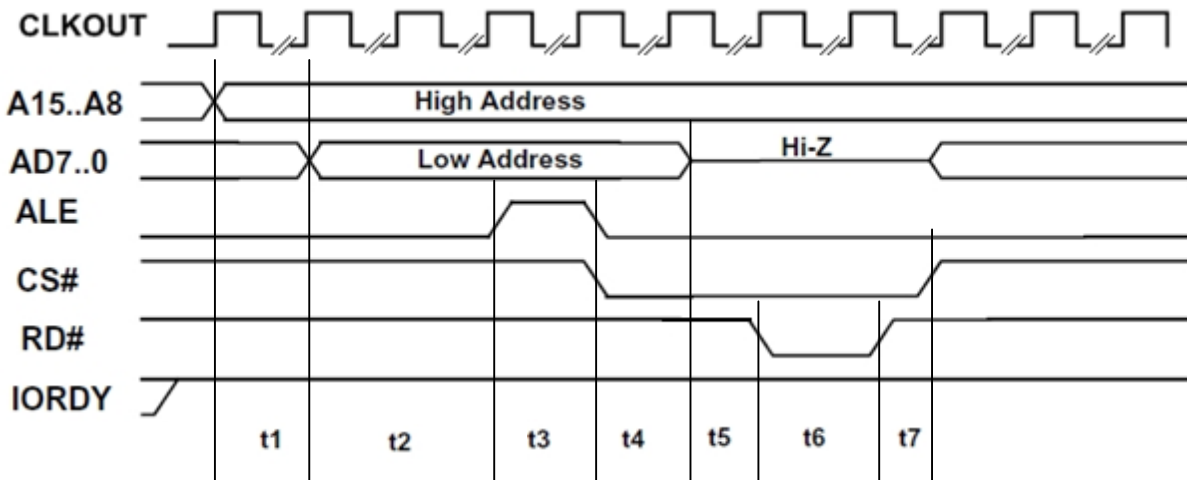 CLKOUT
A15..A8
High Address
AD7..0
Low Address
Hi-Z
ALE
CS#
RD#
IORDY
t1 t2 t3 t4 t5 t6 t7